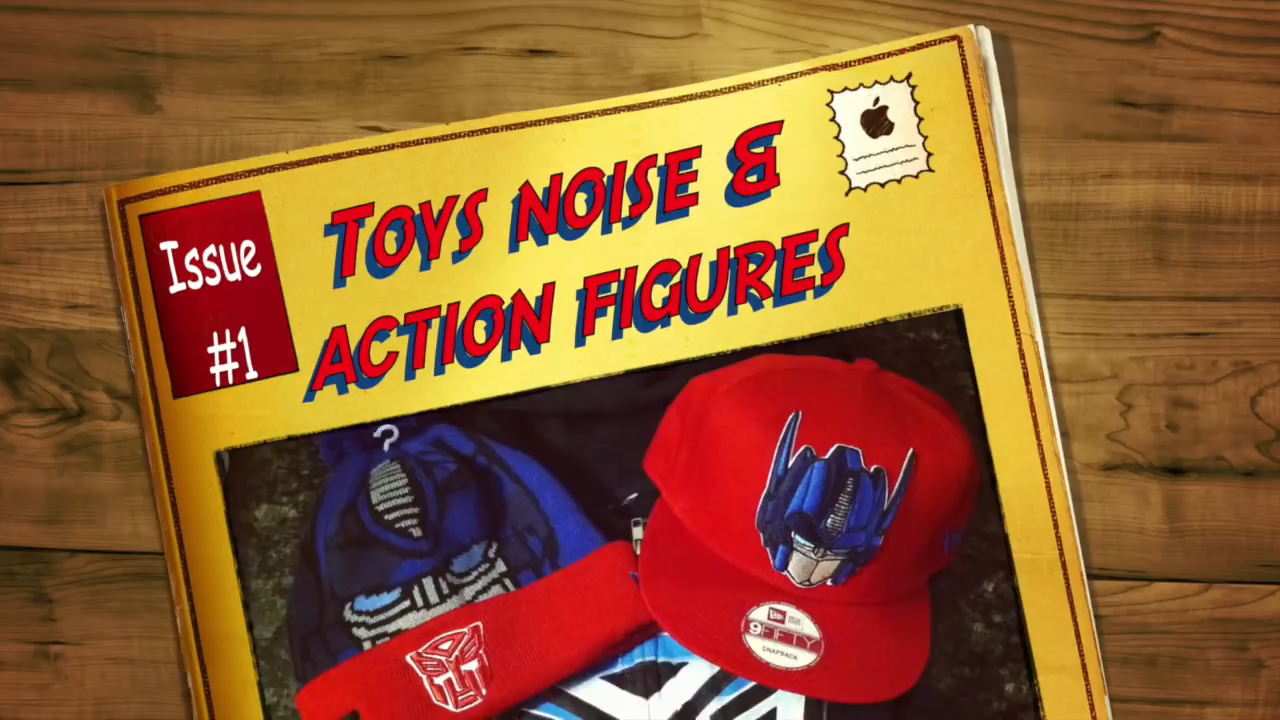 Issue
#1
TOYS NOISE &
ACTION FIGURES
9FIFTY
SNAPBACK